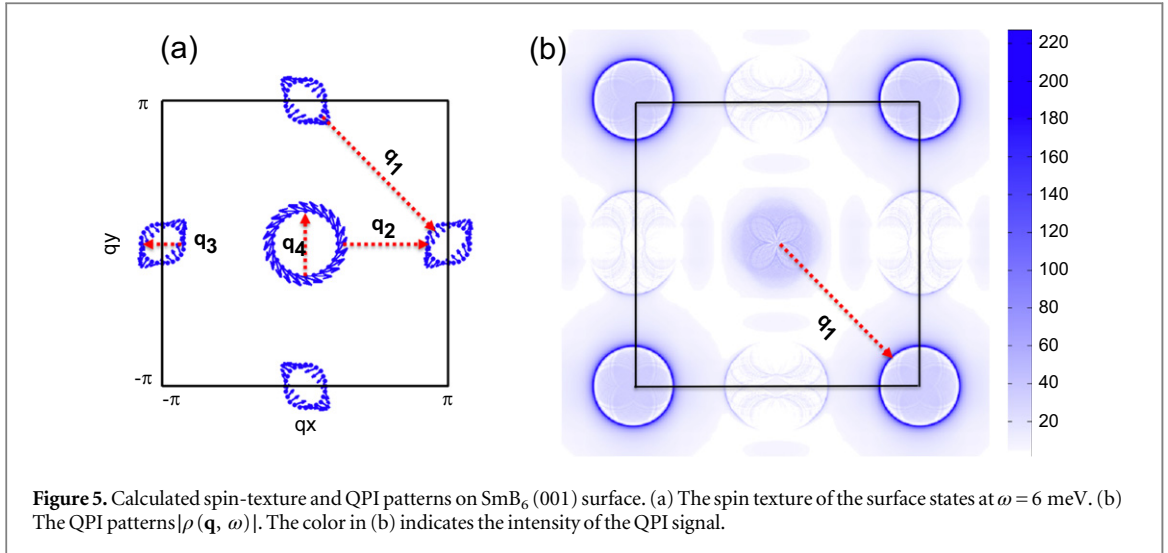 (a)
(b)
π
-π
-π
π
qy
qx
q1
q2
q3
q4
q1
220
200
180
160
140
120
100
80
60
40
20
Figure 5. Calculated spin-texture and QPI patterns on SmB6 (001) surface. (a) The spin texture of the surface states at ω = 6 meV. (b)
The QPI patterns |ρ(q, ω)|. The color in (b) indicates the intensity of the QPI signal.